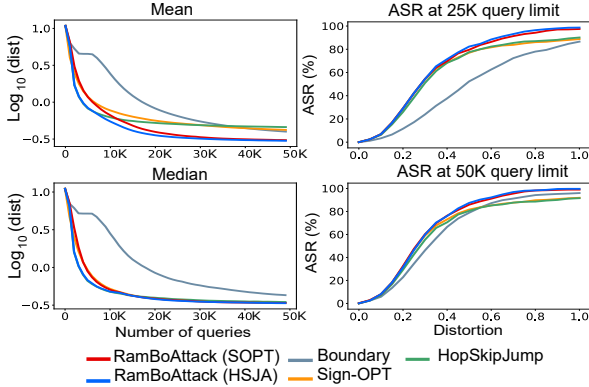 Mean
ASR at 25K query limit
Log10 (dist)
1.0
0.5
0.0
−0.5
0
10K
20K
30K
40K
50K
ASR (%)
100
80
60
40
20
0
0.0
0.2
0.4
0.6
0.8
1.0
Median
ASR at 50K query limit
Log10 (dist)
1.0
0.5
0.0
−0.5
0
10K
20K
30K
40K
50K
Number of queries
ASR (%)
100
80
60
40
20
0
0.0
0.2
0.4
0.6
0.8
1.0
Distortion
RamBoAttack (SOPT)
Boundary
HopSkipJump
RamBoAttack (HSJA)
Sign-OPT